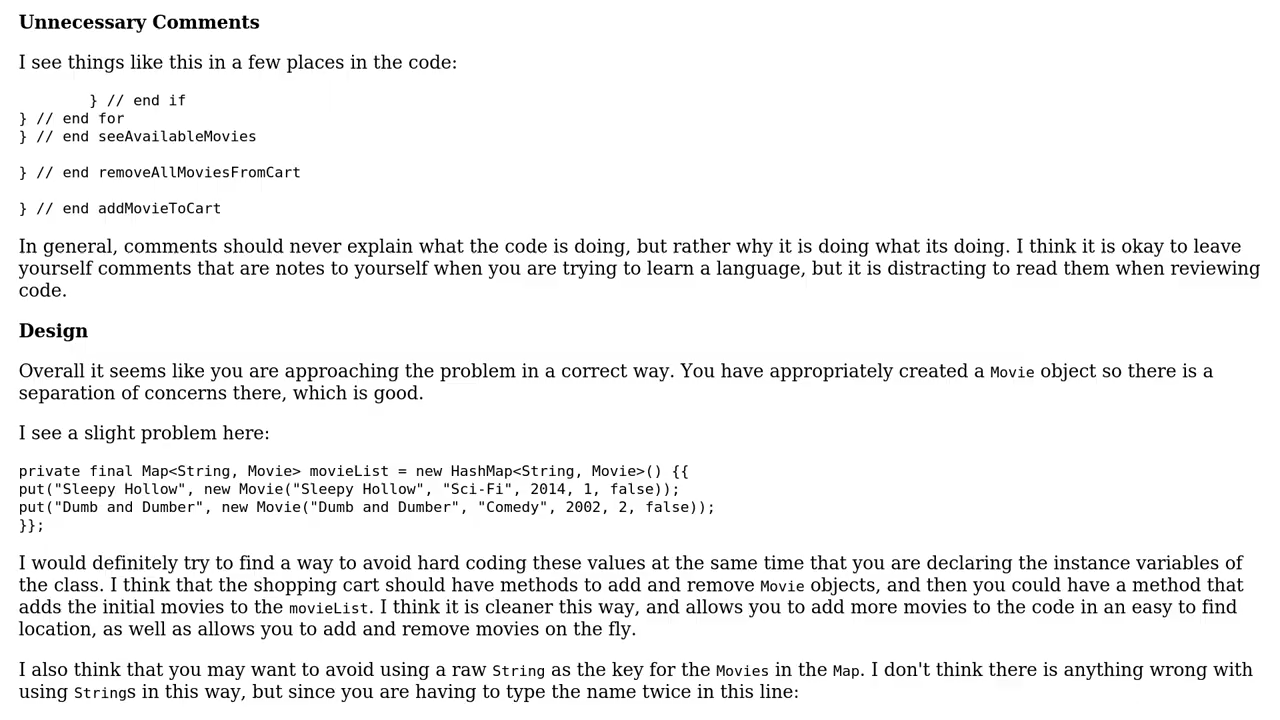 Unnecessary Comments
I see things like this in a few places in the code:
        } // end if
} // end for
} // end seeAvailableMovies
} // end removeAllMoviesFromCart
} // end addMovieToCart
In general, comments should never explain what the code is doing, but rather why it is doing what its doing. I think it is okay to leave
yourself comments that are notes to yourself when you are trying to learn a language, but it is distracting to read them when reviewing
code.
Design
Overall it seems like you are approaching the problem in a correct way. You have appropriately created a Movie object so there is a
separation of concerns there, which is good.
I see a slight problem here:
private final Map<String, Movie> movieList = new HashMap<String, Movie>() {{
put("Sleepy Hollow", new Movie("Sleepy Hollow", "Sci-Fi", 2014, 1, false));
put("Dumb and Dumber", new Movie("Dumb and Dumber", "Comedy", 2002, 2, false));
}};
I would definitely try to find a way to avoid hard coding these values at the same time that you are declaring the instance variables of
the class. I think that the shopping cart should have methods to add and remove Movie objects, and then you could have a method that
adds the initial movies to the movieList. I think it is cleaner this way, and allows you to add more movies to the code in an easy to find
location, as well as allows you to add and remove movies on the fly.
I also think that you may want to avoid using a raw String as the key for the Movies in the Map. I don't think there is anything wrong with
using Strings in this way, but since you are having to type the name twice in this line: